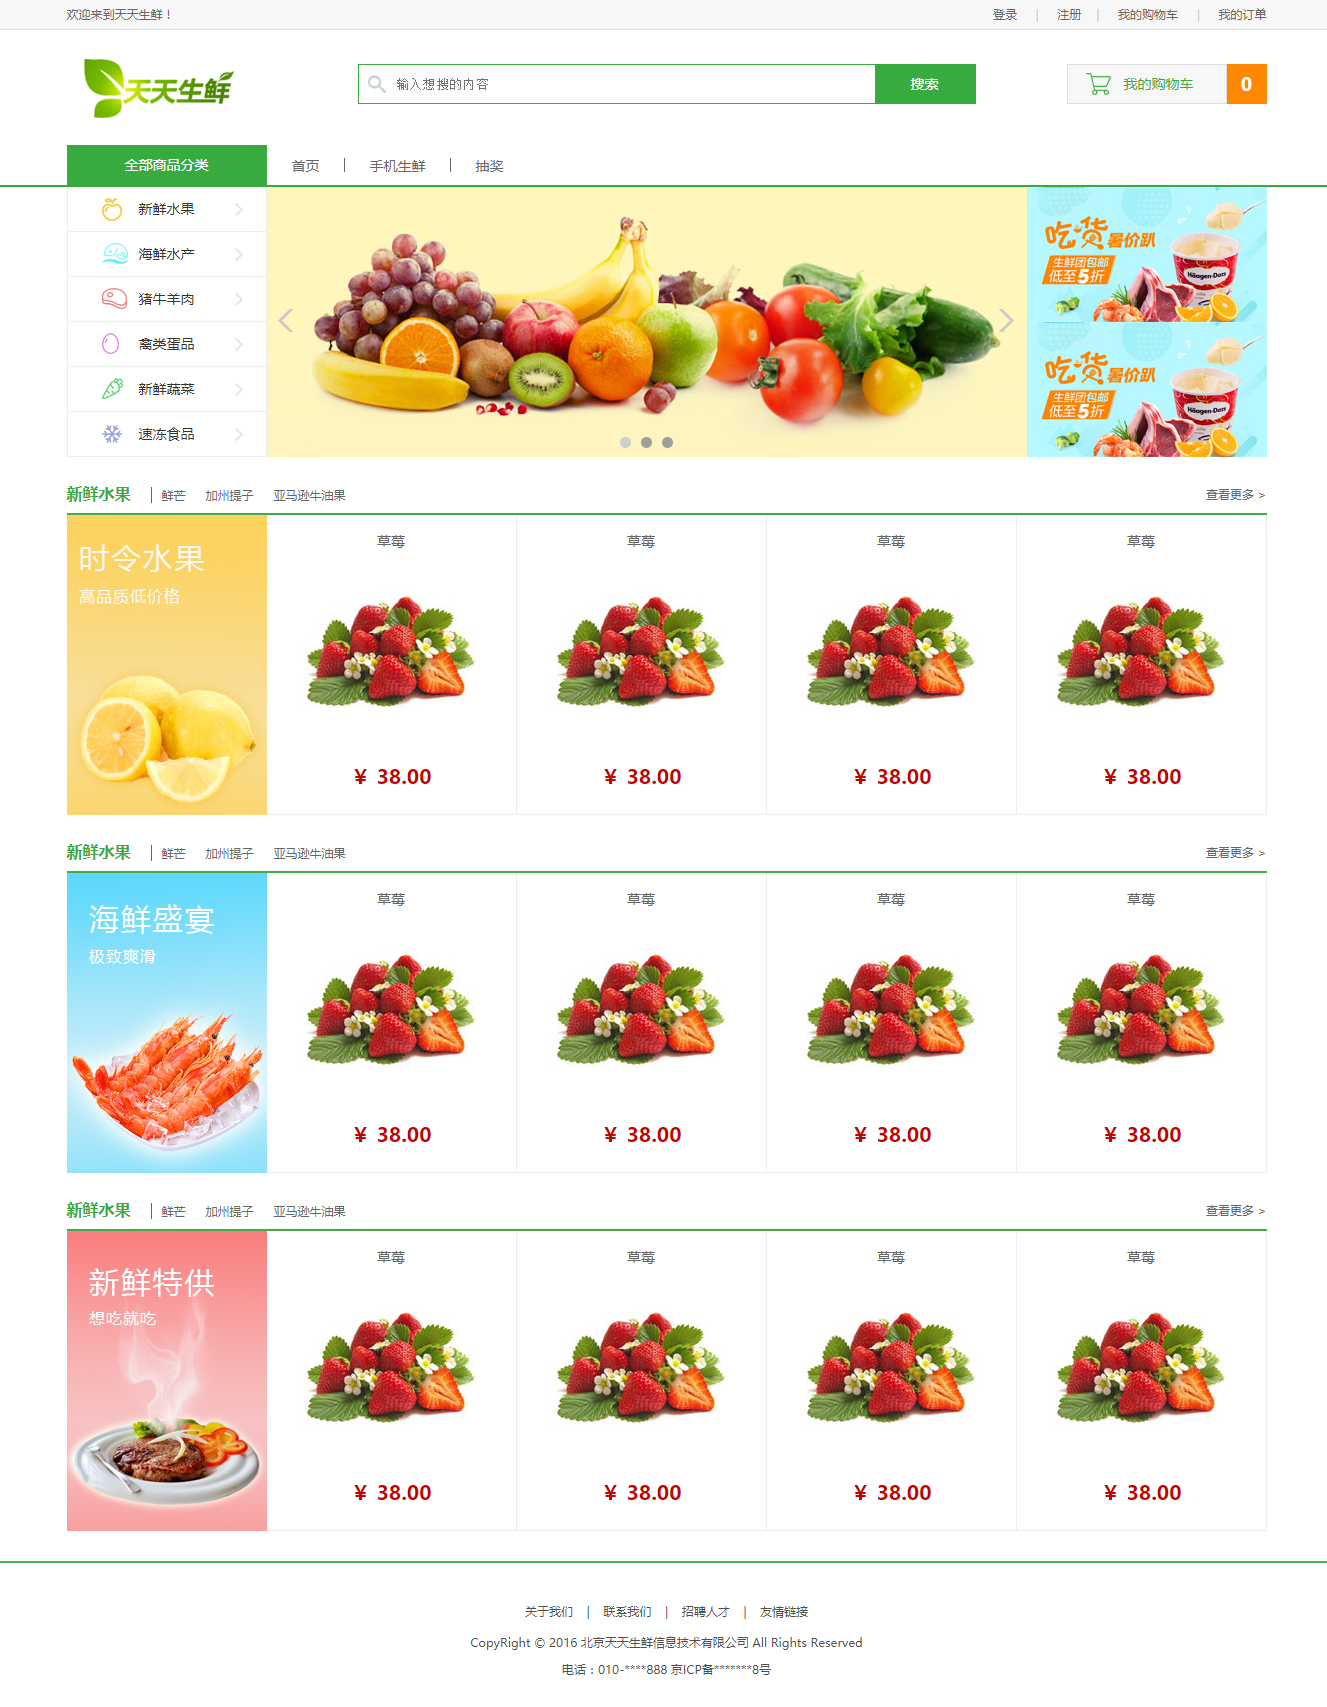 欢迎来到天天生鲜！ 登录 | 注册 | 我的购物车 | 我的订单
天天生鲜 输入想搜的内容 搜索 我的购物车 0
全部商品分类 首页 | 手机生鲜 | 抽奖
新鲜水果
海鲜水产
猪牛羊肉
禽类蛋品
新鲜蔬菜
速冻食品
吃货暑价趴
生鲜团包邮
低至5折
Häagen-Dazs
吃货暑价趴
生鲜团包邮
低至5折
Häagen-Dazs
新鲜水果 | 鲜芒 加州提子 亚马逊牛油果 查看更多 >
时令水果
高品质低价格
草莓 草莓 草莓 草莓
¥ 38.00 ¥ 38.00 ¥ 38.00 ¥ 38.00
新鲜水果 | 鲜芒 加州提子 亚马逊牛油果 查看更多 >
海鲜盛宴
极致爽滑
草莓 草莓 草莓 草莓
¥ 38.00 ¥ 38.00 ¥ 38.00 ¥ 38.00
新鲜水果 | 鲜芒 加州提子 亚马逊牛油果 查看更多 >
新鲜特供
想吃就吃
草莓 草莓 草莓 草莓
¥ 38.00 ¥ 38.00 ¥ 38.00 ¥ 38.00
关于我们 | 联系我们 | 招聘人才 | 友情链接
CopyRight © 2016 北京天天生鲜信息技术有限公司 All Rights Reserved
电话：010-****888 京ICP备*******8号